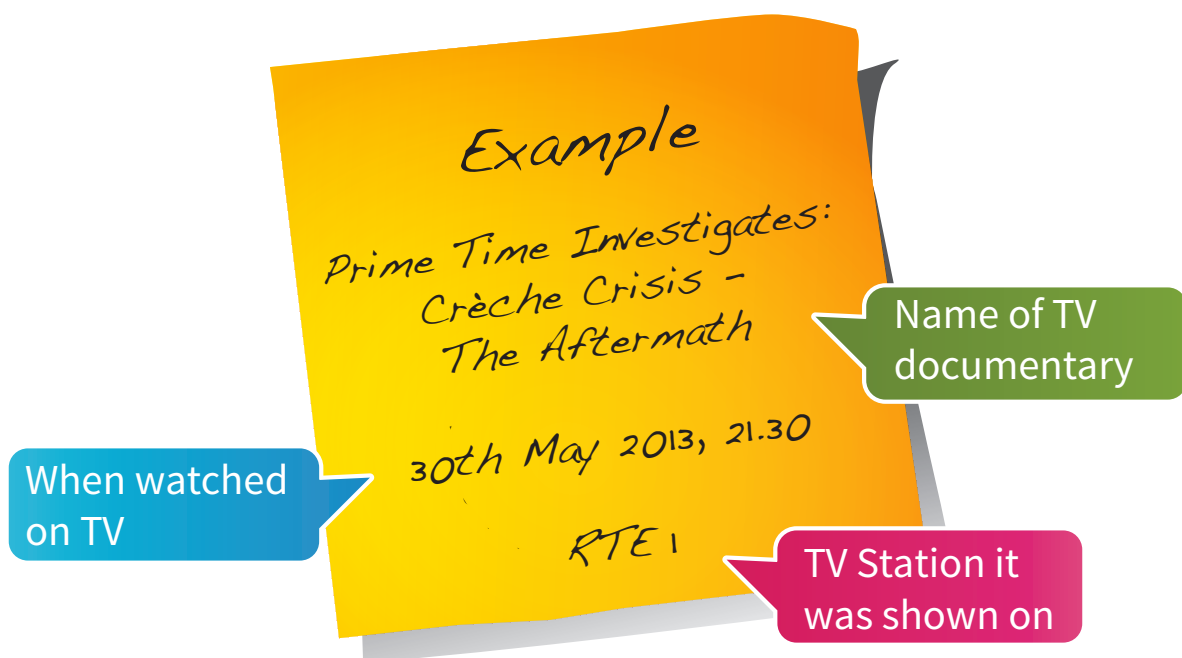 Example
Prime Time Investigates:
Crèche Crisis -
The Aftermath
Name of TV
documentary
30th May 2013, 21.30
When watched
on TV
RTE 1
TV Station it
was shown on